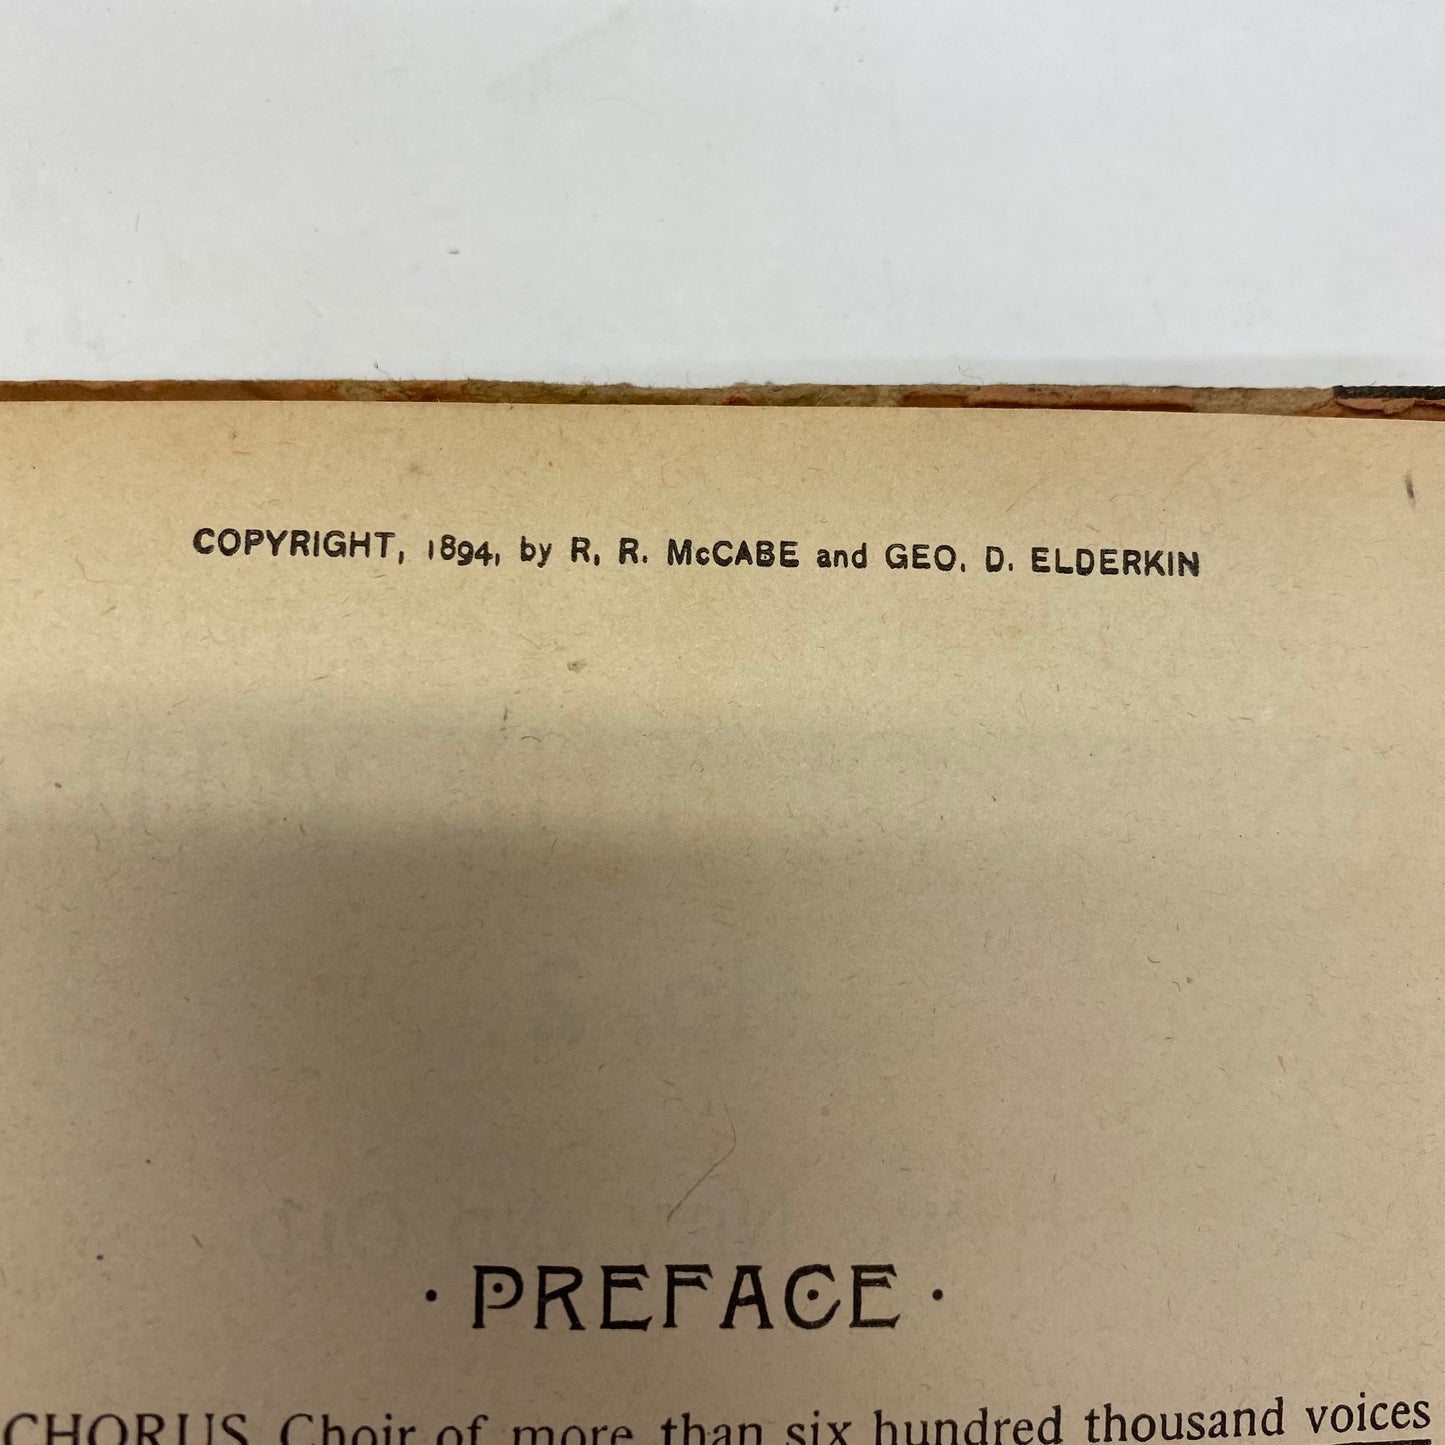 COPYRIGHT, 1894, by R, R. McCABE and GEO. D. ELDERKIN
· PREFACE ·
CHORUS Choir of more than six hundred thousand voices